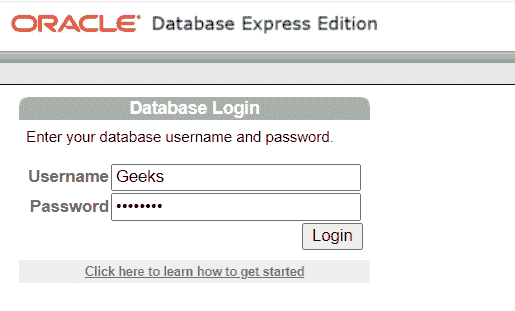 ORACLE® Database Express Edition
Database Login
Enter your database username and password.
Username Geeks
Password ••••••••
Login
Click here to learn how to get started